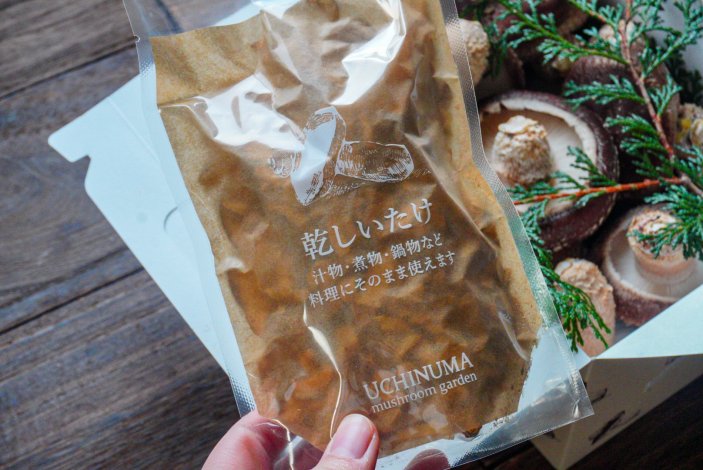 乾しいたけ
汁物・煮物・鍋物など
料理にそのまま使えます
UCHINUMA
mushroom garden